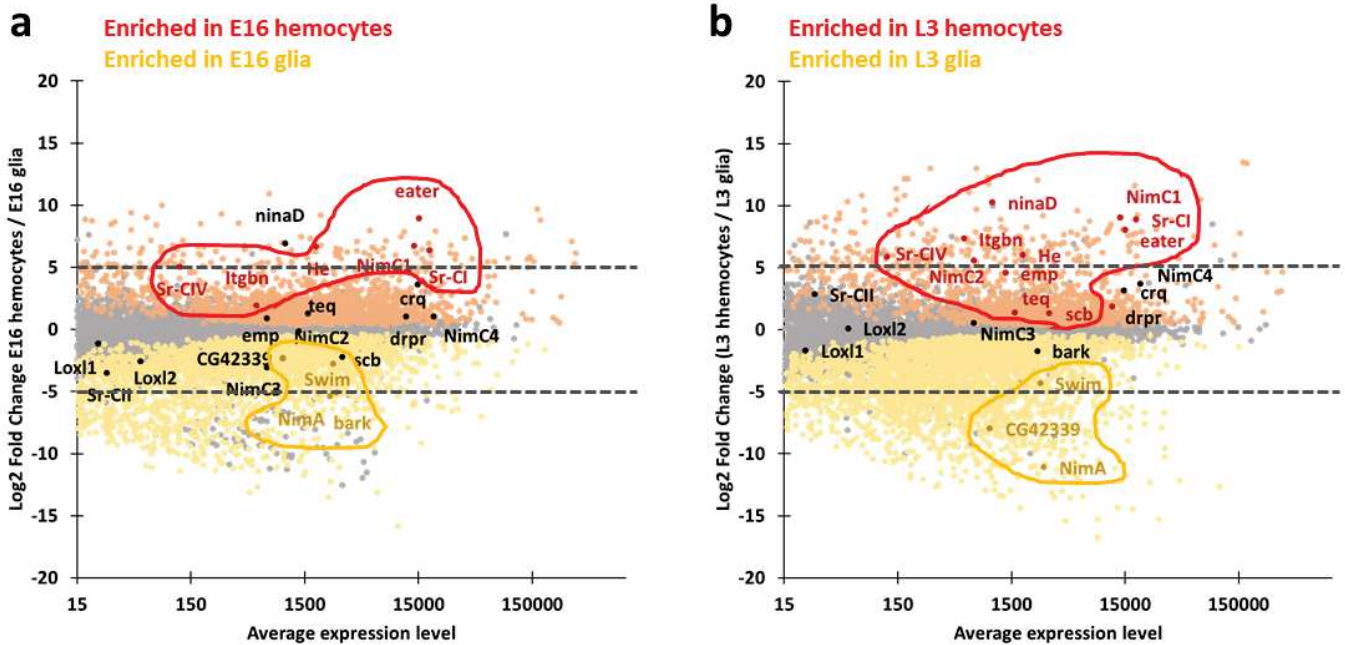 a
Enriched in E16 hemocytes
Enriched in E16 glia
Log2 Fold Change E16 hemocytes / E16 glia
20
15
10
5
0
-5
-10
-15
-20
eater
ninaD
Sr-CIV
Itgbn
He
NimC1
Sr-CI
crq
teq
emp
NimC2
drpr
NimC4
Loxl1
Loxl2
CG42339
scb
Sr-CII
NimC3
Swim
NimA
bark
15
150
1500
15000
150000
Average expression level
b
Enriched in L3 hemocytes
Enriched in L3 glia
Log2 Fold Change (L3 hhemocytes / L3 glia)
20
15
10
5
0
-5
-10
-15
-20
ninaD
NimC1
Sr-CI
Itgbn
eater
Sr-CIV
He
NimC2
emp
NimC4
Sr-CII
crq
teq
scb
drpr
Loxl2
NimC3
Loxl1
bark
Swim
CG42339
NimA
15
150
1500
15000
150000
Average expression level